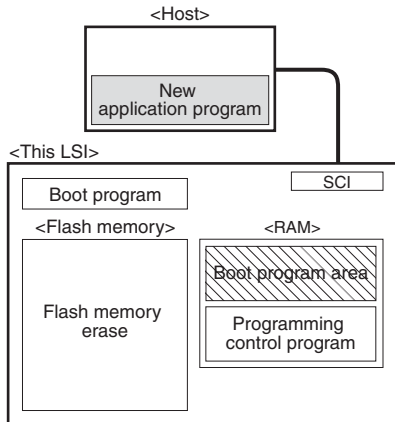 <Host>
New
application program
<This LSI>
SCI
Boot program
<Flash memory>
<RAM>
Boot program area
Flash memory
erase
Programming
control program